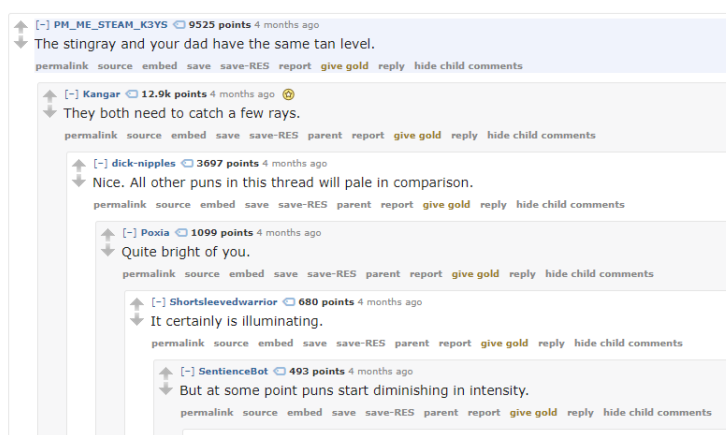 [–] PM_ME_STEAM_K3YS 9525 points 4 months ago
The stingray and your dad have the same tan level.
permalink source embed save save-RES report give gold reply hide child comments
[–] Kangar 12.9k points 4 months ago
They both need to catch a few rays.
permalink source embed save save-RES parent report give gold reply hide child comments
[–] dick-nipples 3697 points 4 months ago
Nice. All other puns in this thread will pale in comparison.
permalink source embed save save-RES parent report give gold reply hide child comments
[–] Poxia 1099 points 4 months ago
Quite bright of you.
permalink source embed save save-RES parent report give gold reply hide child comments
[–] Shortsleevedwarrior 680 points 4 months ago
It certainly is illuminating.
permalink source embed save save-RES parent report give gold reply hide child comments
[–] SentienceBot 493 points 4 months ago
But at some point puns start diminishing in intensity.
permalink source embed save save-RES parent report give gold reply hide child comments